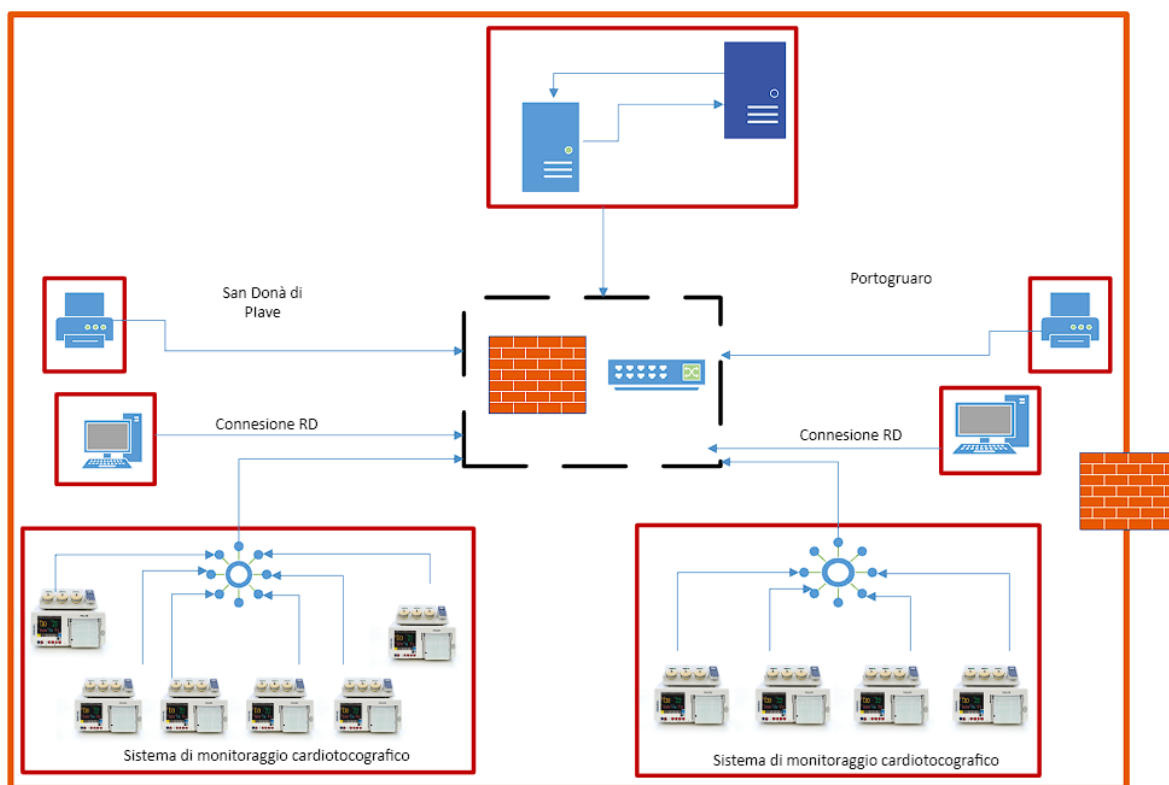 San Donà di
PIave
Portogruaro
Connesione RD
Connesione RD
Sistema di monitoraggio cardiotocografico
Sistema di monitoraggio cardiotocografico